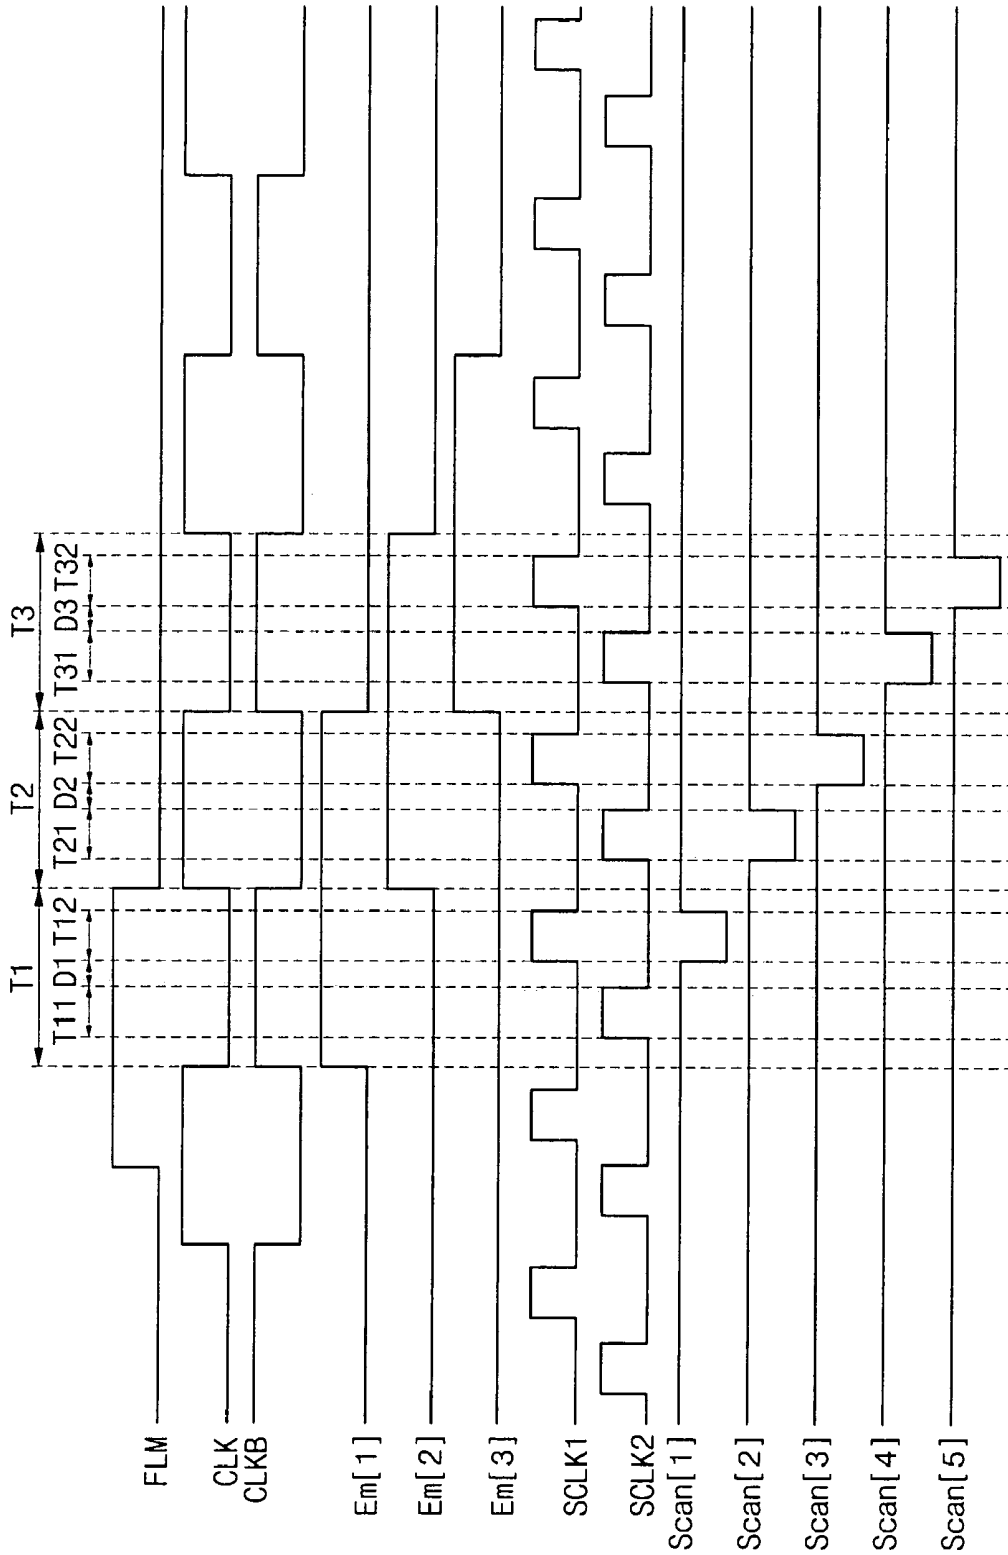 T1
T2
T3
T11 D1 T12
T21 D2 T22
T31 D3 T32
FLM
CLK
CLKB
Em[1]
Em[2]
Em[3]
SCLK1
SCLK2
Scan[1]
Scan[2]
Scan[3]
Scan[4]
Scan[5]